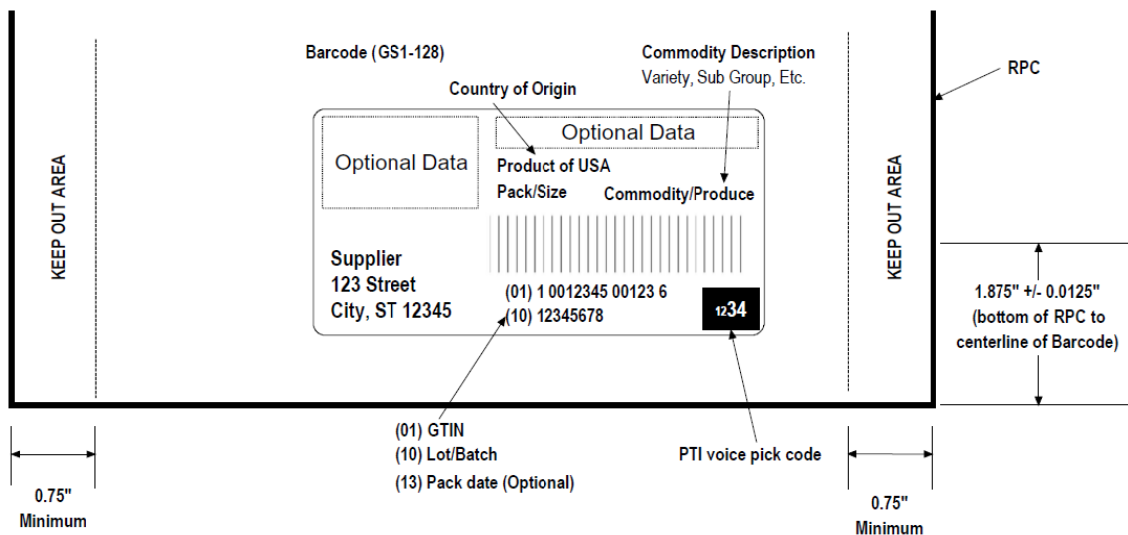 Barcode (GS1-128)
Commodity Description
Variety, Sub Group, Etc.
RPC
Country of Origin
Optional Data
Optional Data
Product of USA
Pack/Size
Commodity/Produce
KEEP OUT AREA
KEEP OUT AREA
Supplier
123 Street
City, ST 12345
(01) 1 0012345 00123 6
(10) 12345678
1234
1.875" +/- 0.0125"
(bottom of RPC to
centerline of Barcode)
(01) GTIN
(10) Lot/Batch
(13) Pack date (Optional)
PTI voice pick code
0.75"
Minimum
0.75"
Minimum